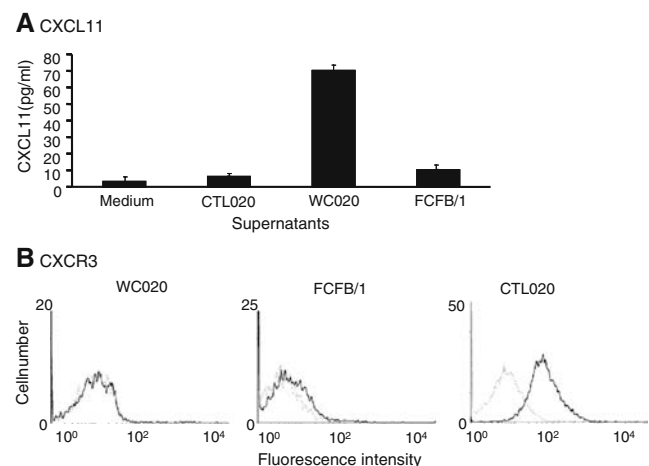 A CXCL11
CXCL11(pg/ml)
80
70
60
50
40
30
20
10
0
Medium CTL020 WC020 FCFB/1
Supernatants
B CXCR3
WC020 FCFB/1 CTL020
Cellnumber
20 25 50
0 0 0
10⁰ 10² 10⁴ 10⁰ 10² 10⁴ 10⁰ 10² 10⁴
Fluorescence intensity